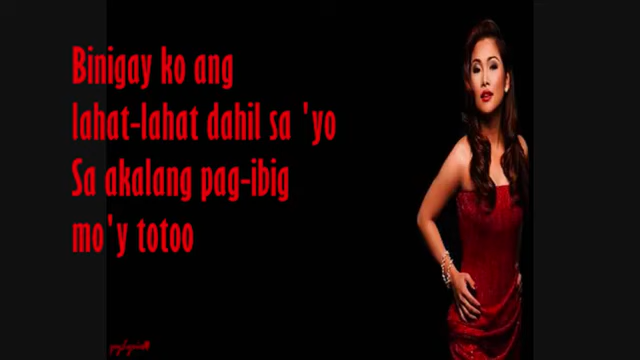 Binigay ko ang
lahat-lahat dahil sa 'yo
Sa akalang pag-ibig
mo'y totoo